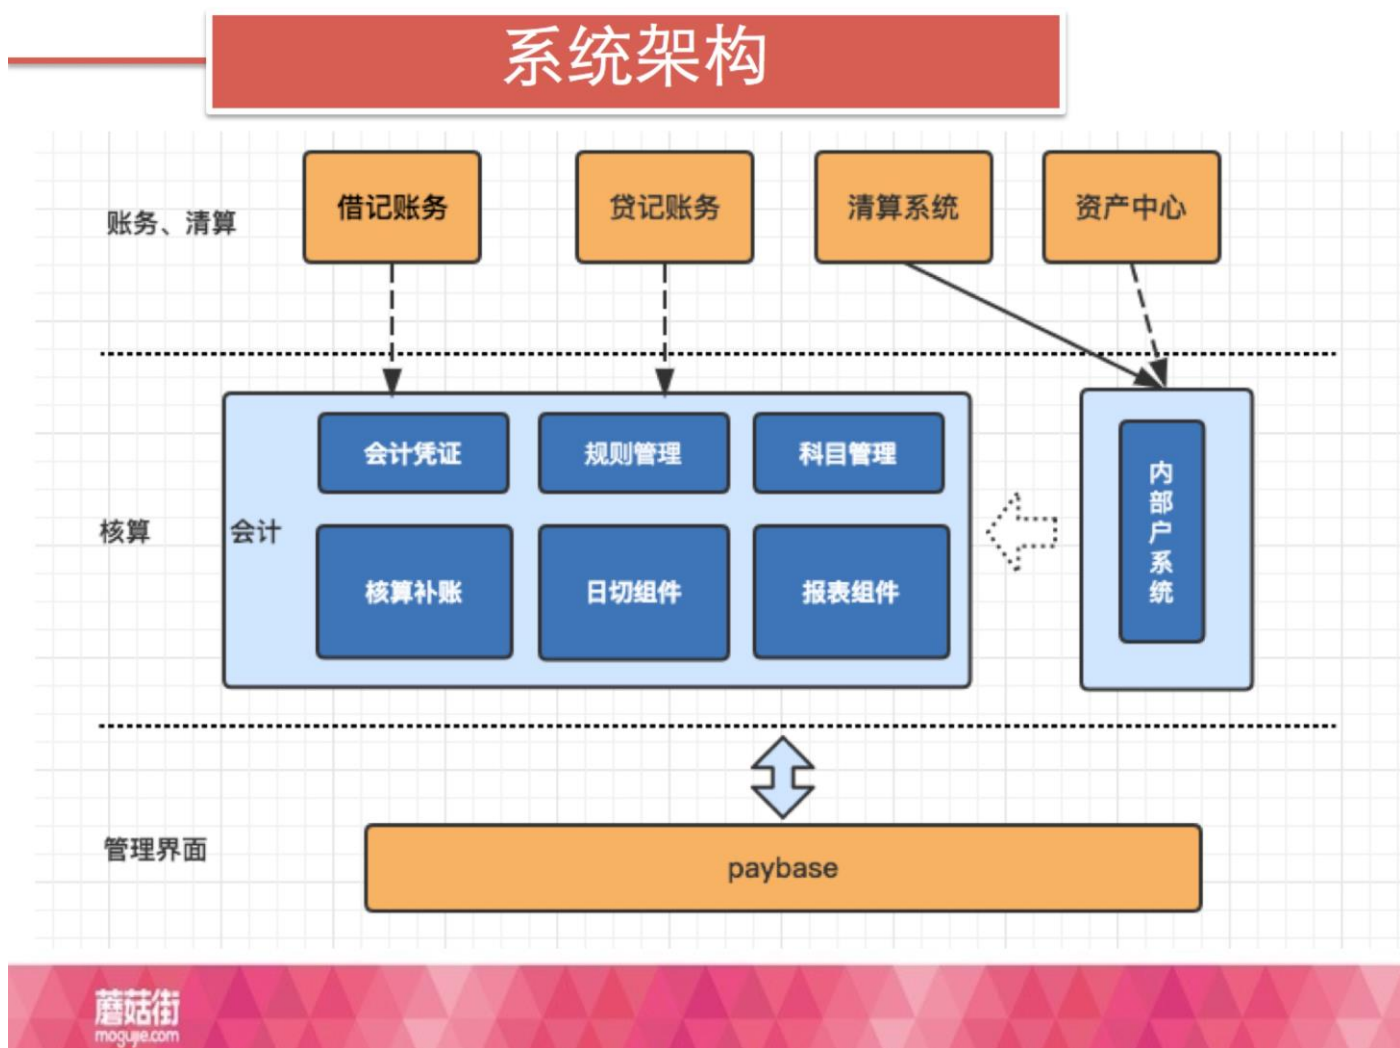 系统架构
账务、清算
借记账务
贷记账务
清算系统
资产中心
核算
会计
会计凭证
规则管理
科目管理
核算补账
日切组件
报表组件
内部户系统
管理界面
paybase
蘑菇街
mogujie.com